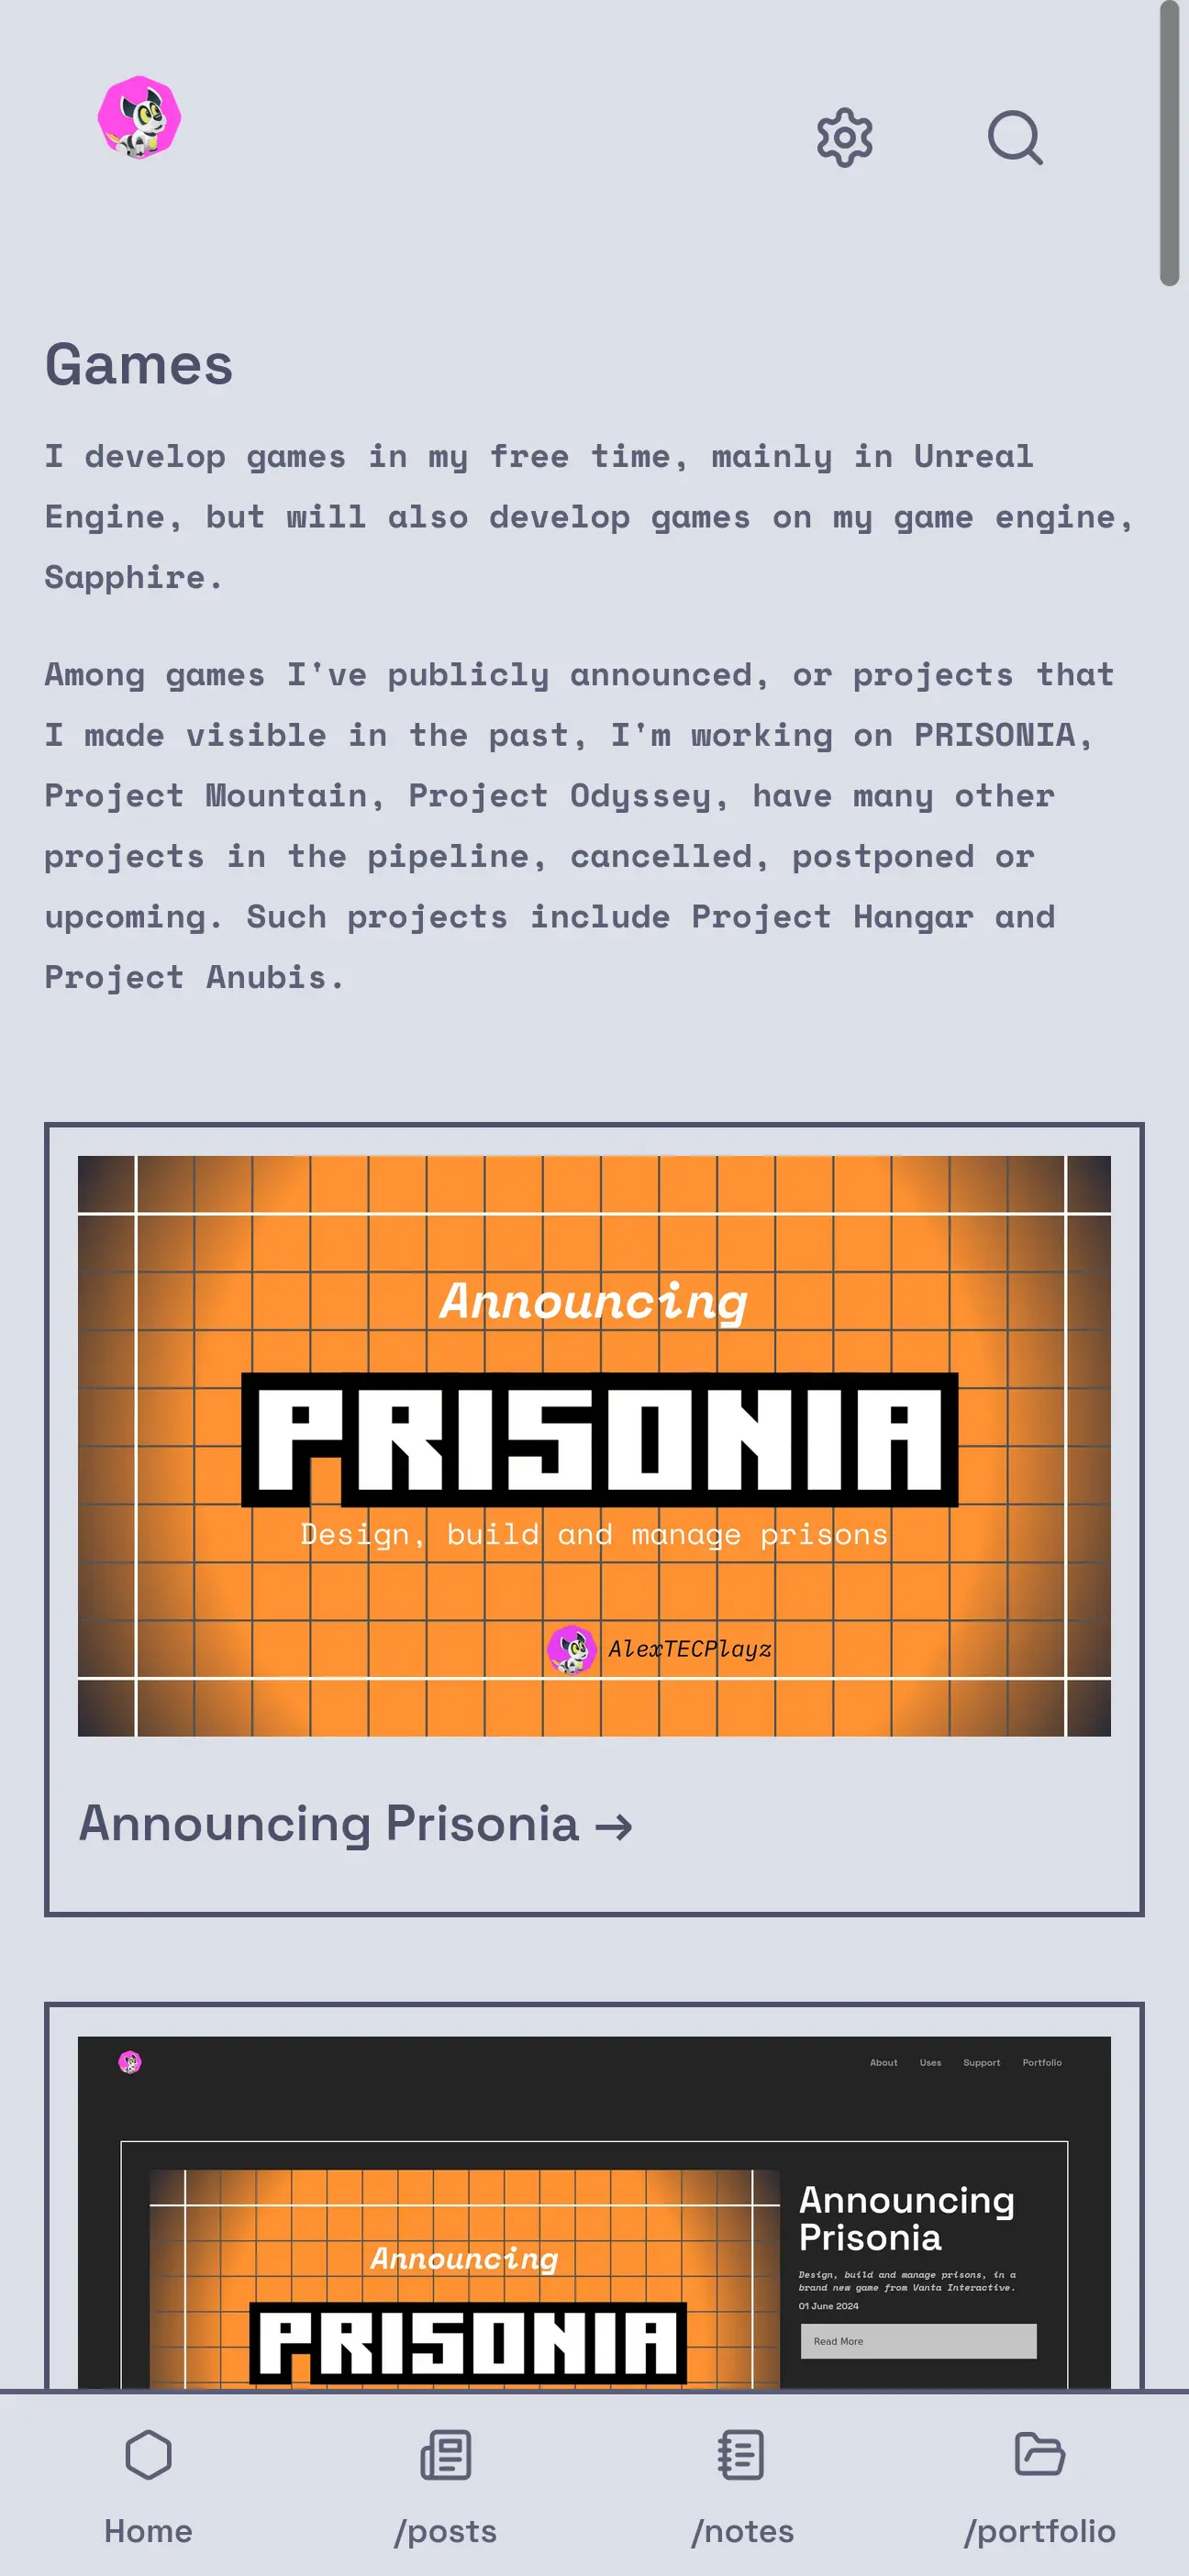 Games
I develop games in my free time, mainly in Unreal
Engine, but will also develop games on my game engine,
Sapphire.
Among games I've publicly announced, or projects that
I made visible in the past, I'm working on PRISONIA,
Project Mountain, Project Odyssey, have many other
projects in the pipeline, cancelled, postponed or
upcoming. Such projects include Project Hangar and
Project Anubis.
Announcing
PRISONIA
Design, build and manage prisons
AlexTECPlayz
Announcing Prisonia →
About Uses Support Portfolio
Announcing
PRISONIA
Announcing
Prisonia
Design, build and manage prisons, in a
brand new game from Vanta Interactive.
01 June 2024
Read More
Home /posts /notes /portfolio